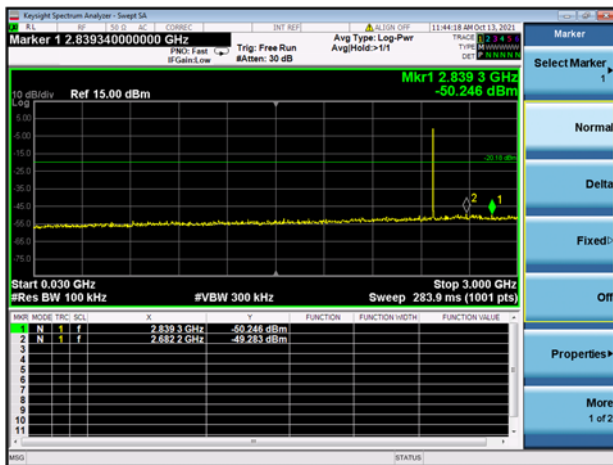 Keysight Spectrum Analyzer - Swept SA
RL RF 50 Ω AC CORREC INT REF ALIGN OFF 11:44:18 AM Oct 13, 2021
Marker 1 2.839340000000 GHz
PNO: Fast
IFGain:Low
Trig: Free Run
#Atten: 30 dB
Avg Type: Log-Pwr
Avg|Hold:>1/1
TRACE 1 2 3 4 5 6
TYPE M WWWWW
DET P NNNNN
Mkr1 2.839 3 GHz
-50.246 dBm
10 dB/div Ref 15.00 dBm
Log
5.00
-5.00
-15.0
-20.18 dBm
-25.0
-35.0
-45.0
2 1
-55.0
-65.0
-75.0
Start 0.030 GHz Stop 3.000 GHz
#Res BW 100 kHz #VBW 300 kHz Sweep 283.9 ms (1001 pts)
MKR MODE TRC SCL X Y FUNCTION FUNCTION WIDTH FUNCTION VALUE
1 N 1 f 2.839 3 GHz -50.246 dBm
2 N 1 f 2.682 2 GHz -49.283 dBm
3
4
5
6
7
8
9
10
11
MSG STATUS
Marker
Select Marker
1
Normal
Delta
Fixed
Off
Properties
More
1 of 2